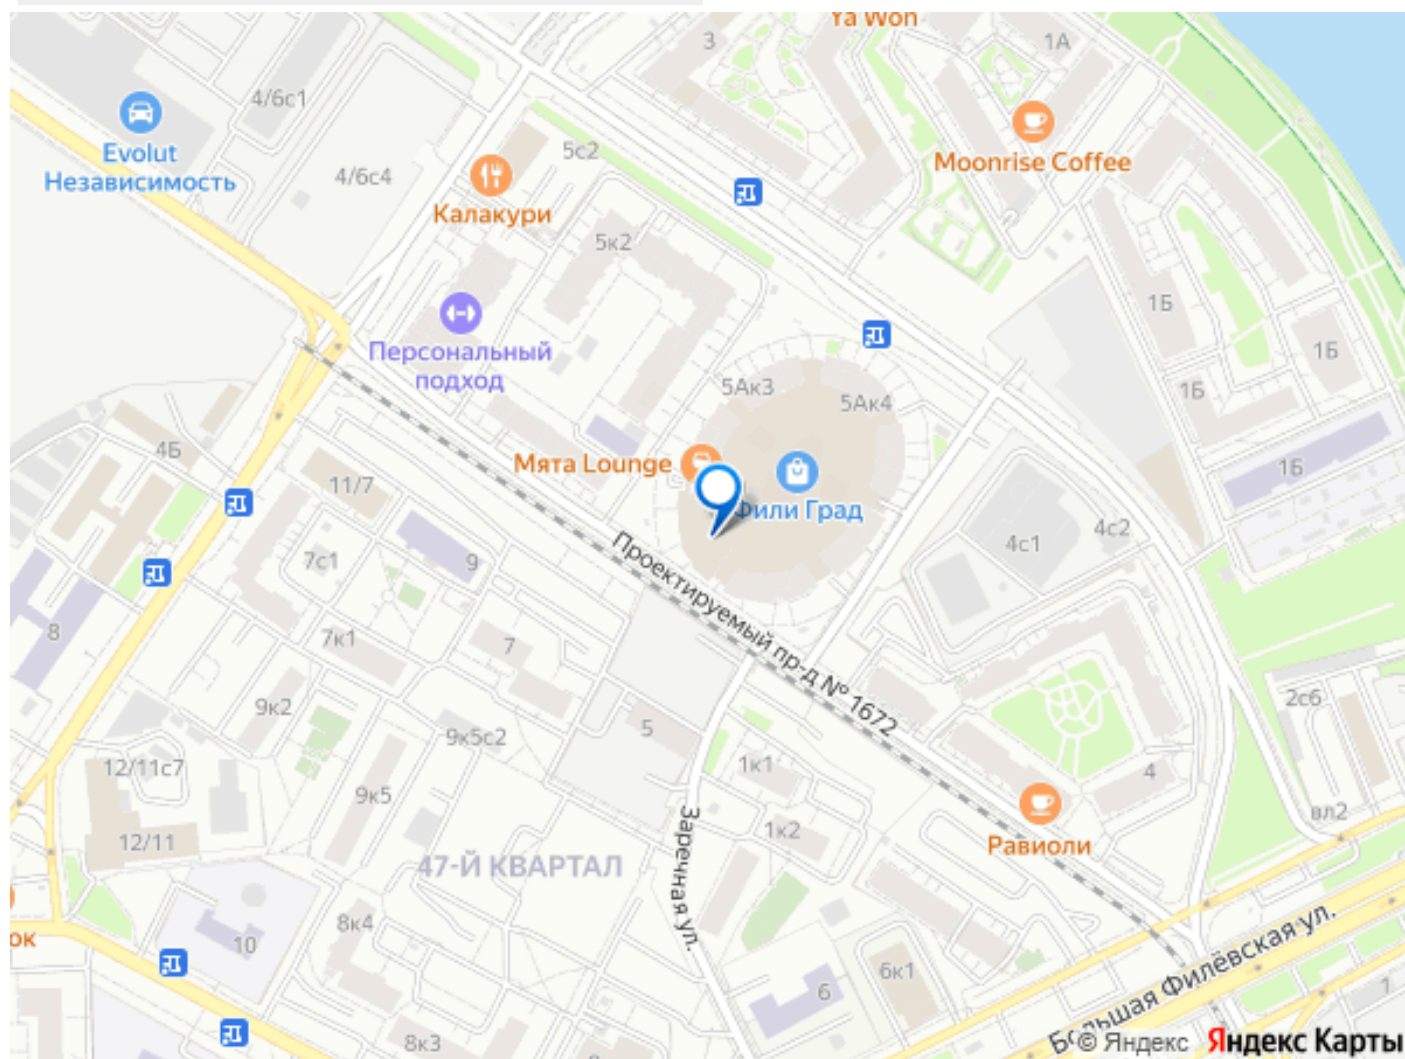 Ya Won
3
1А
4/6с1
Evolut
Независимость
5с2
Moonrise Coffee
4/6с4
Калакури
5к2
1Б
Персональный
подход
1Б
5Ак3
5Ак4
1Б
4Б
Мята Lounge
1Б
11/7
Фили Град
4с2
4с1
7с1
9
Проектируемый пр-д № 1672
8
7к1
7
2с6
9к2
5
9к5с2
12/11с7
1к1
4
9к5
вл2
1к2
12/11
Равиоли
47-Й КВАРТАЛ
Заречная ул.
8к4
ок
10
6к1
Большая Филёвская ул.
6
1
8к3
8
© Яндекс Яндекс Карты